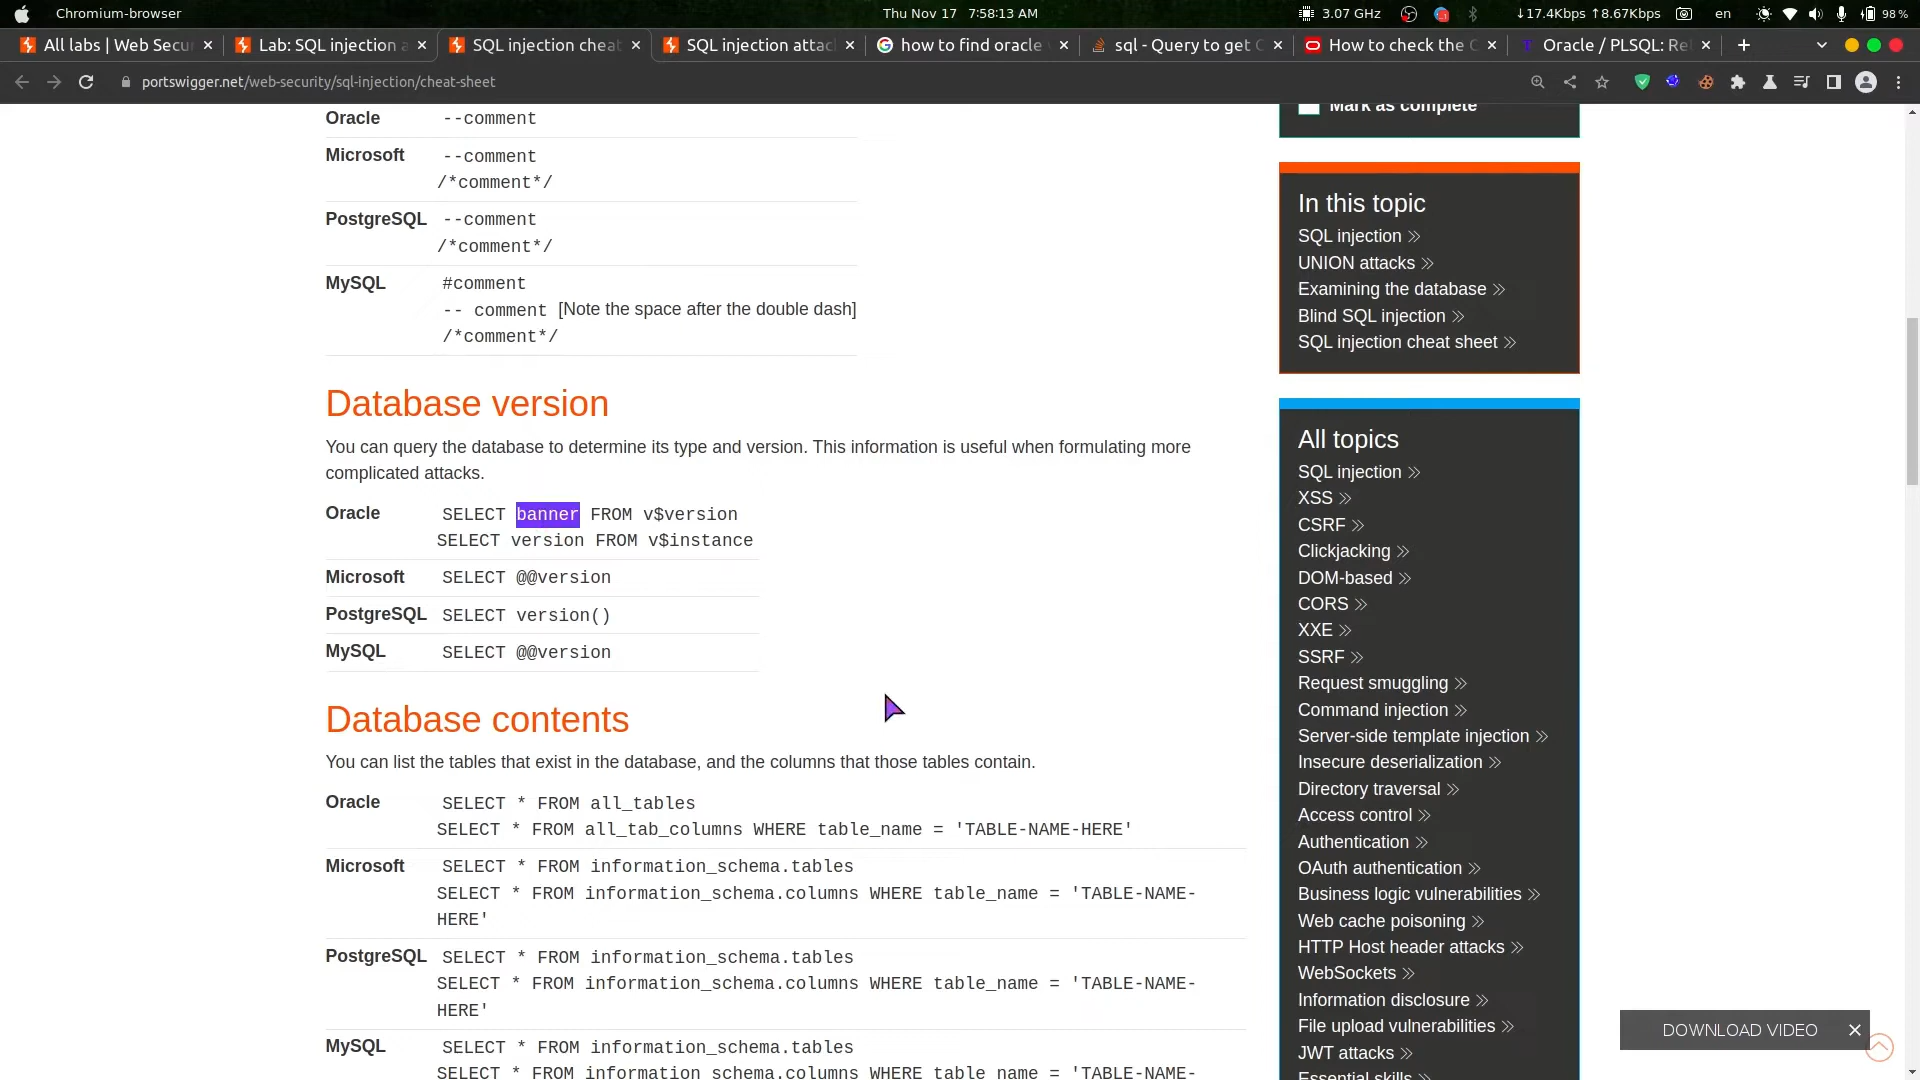 Chromium-browser
Thu Nov 17 7:58:13 AM
3.07 GHz
↓17.4Kbps ↑8.67Kbps
en
98 %
All labs | Web Secu
Lab: SQL injection a
SQL injection cheat
SQL injection attac
how to find oracle
sql - Query to get O
How to check the O
Oracle / PLSQL: Re
portswigger.net/web-security/sql-injection/cheat-sheet
Oracle --comment
Microsoft --comment
/*comment*/
PostgreSQL --comment
/*comment*/
MySQL #comment
-- comment [Note the space after the double dash]
/*comment*/
Database version
You can query the database to determine its type and version. This information is useful when formulating more
complicated attacks.
Oracle SELECT banner FROM v$version
SELECT version FROM v$instance
Microsoft SELECT @@version
PostgreSQL SELECT version()
MySQL SELECT @@version
Database contents
You can list the tables that exist in the database, and the columns that those tables contain.
Oracle SELECT * FROM all_tables
SELECT * FROM all_tab_columns WHERE table_name = 'TABLE-NAME-HERE'
Microsoft SELECT * FROM information_schema.tables
SELECT * FROM information_schema.columns WHERE table_name = 'TABLE-NAME-
HERE'
PostgreSQL SELECT * FROM information_schema.tables
SELECT * FROM information_schema.columns WHERE table_name = 'TABLE-NAME-
HERE'
MySQL SELECT * FROM information_schema.tables
SELECT * FROM information_schema.columns WHERE table_name = 'TABLE-NAME-
Mark as complete
In this topic
SQL injection
UNION attacks
Examining the database
Blind SQL injection
SQL injection cheat sheet
All topics
SQL injection
XSS
CSRF
Clickjacking
DOM-based
CORS
XXE
SSRF
Request smuggling
Command injection
Server-side template injection
Insecure deserialization
Directory traversal
Access control
Authentication
OAuth authentication
Business logic vulnerabilities
Web cache poisoning
HTTP Host header attacks
WebSockets
Information disclosure
File upload vulnerabilities
JWT attacks
Essential skills
DOWNLOAD VIDEO